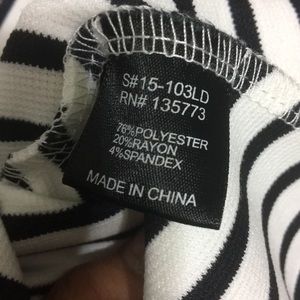 S#15-103LD
RN# 135773
76%POLYESTER
20%RAYON
4%SPANDEX
MADE IN CHINA